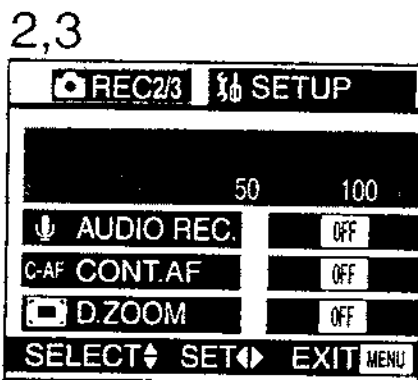 2,3
REC2/3 SETUP
50 100
AUDIO REC. OFF
C-AF CONT.AF OFF
D.ZOOM OFF
SELECT SET EXIT MENU